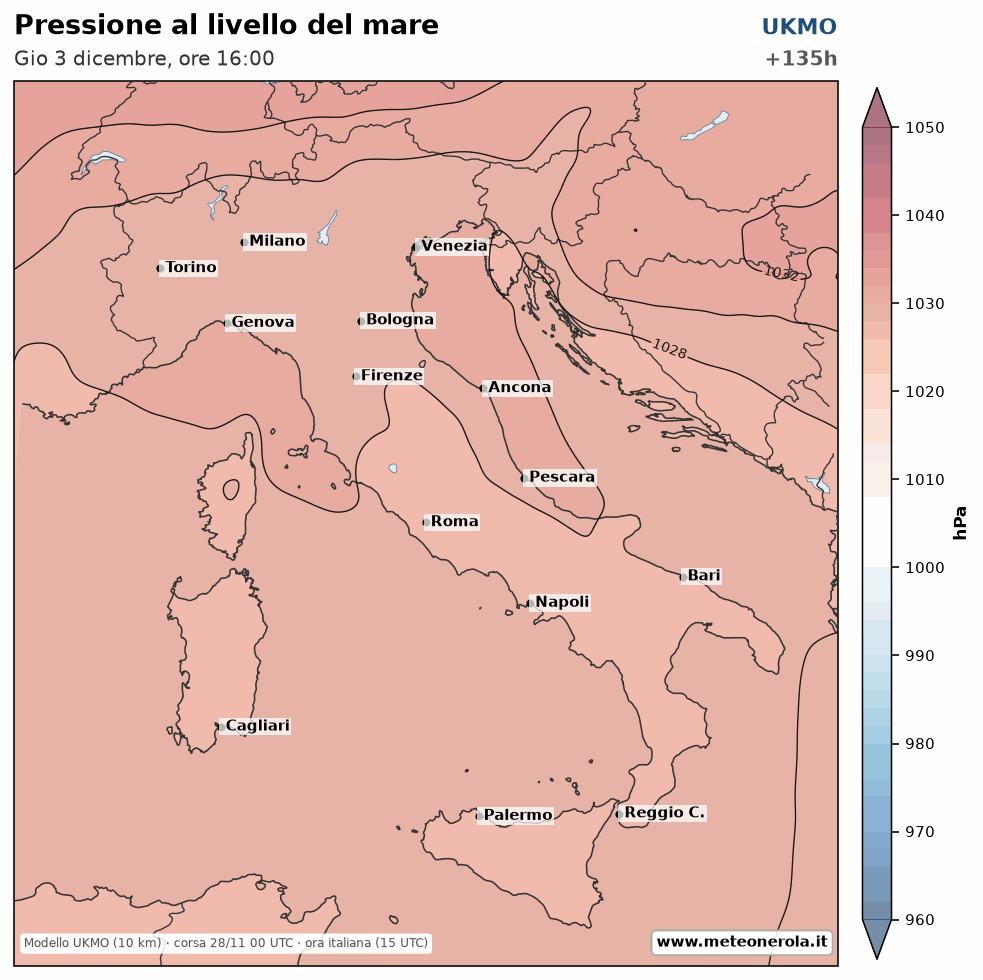 Pressione al livello del mare
UKMO
Gio 3 dicembre, ore 16:00
+135h
1050
1040
Milano
Venezia
Torino
1032
1030
Genova
Bologna
1028
Firenze
Ancona
1020
Pescara
1010
Roma
hPa
1000
Bari
Napoli
990
Cagliari
980
Palermo
Reggio C.
970
960
Modello UKMO (10 km) · corsa 28/11 00 UTC · ora italiana (15 UTC)
www.meteonerola.it